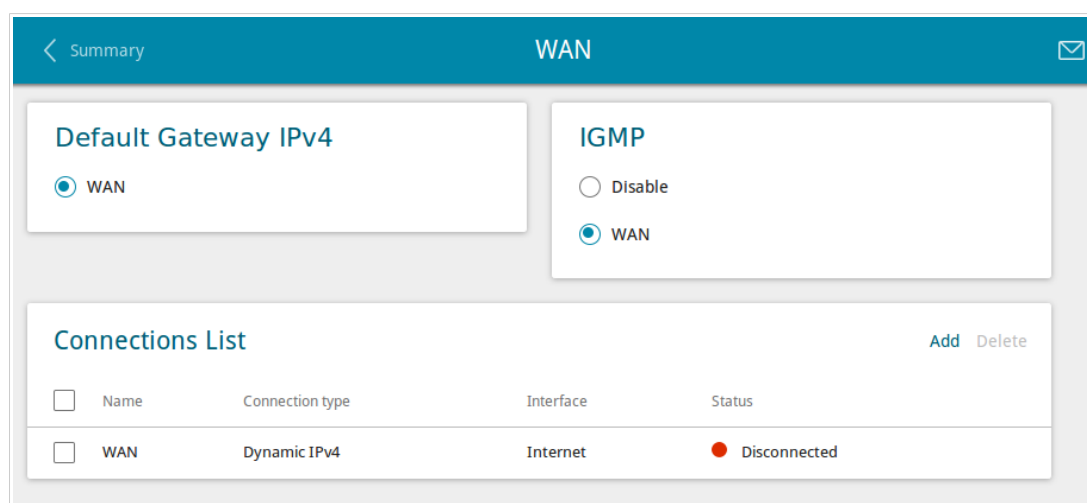 Summary
WAN
Default Gateway IPv4
WAN
IGMP
Disable
WAN
Connections List
Add Delete
Name Connection type Interface Status
WAN Dynamic IPv4 Internet Disconnected